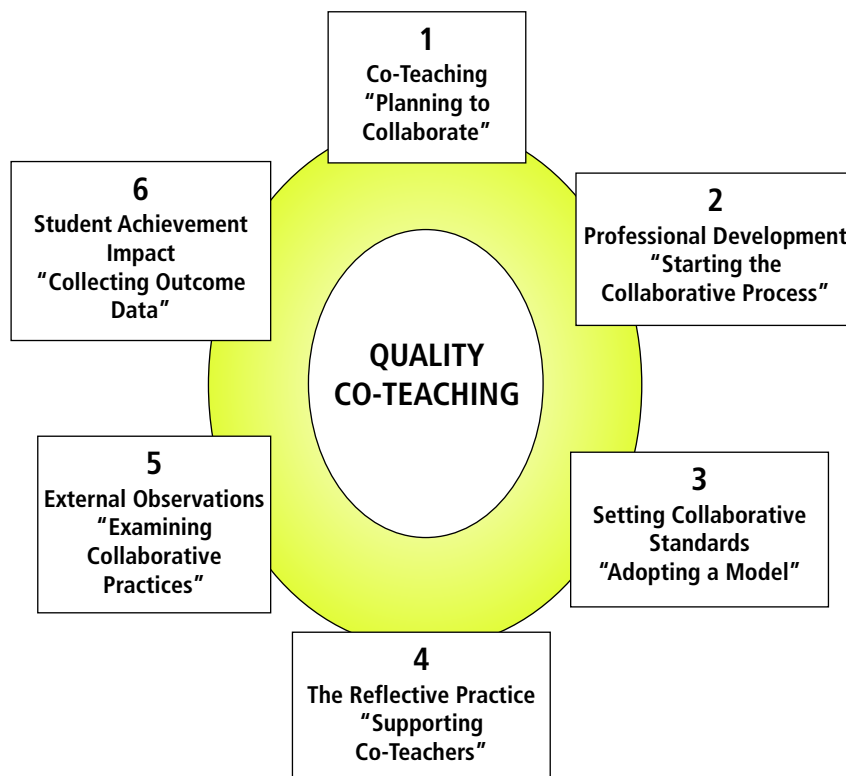 1
Co-Teaching
“Planning to
Collaborate”
2
Professional Development
“Starting the
Collaborative Process”
3
Setting Collaborative
Standards
“Adopting a Model”
4
The Reflective Practice
“Supporting
Co-Teachers”
5
External Observations
“Examining
Collaborative
Practices”
6
Student Achievement
Impact
“Collecting Outcome
Data”
QUALITY
CO-TEACHING